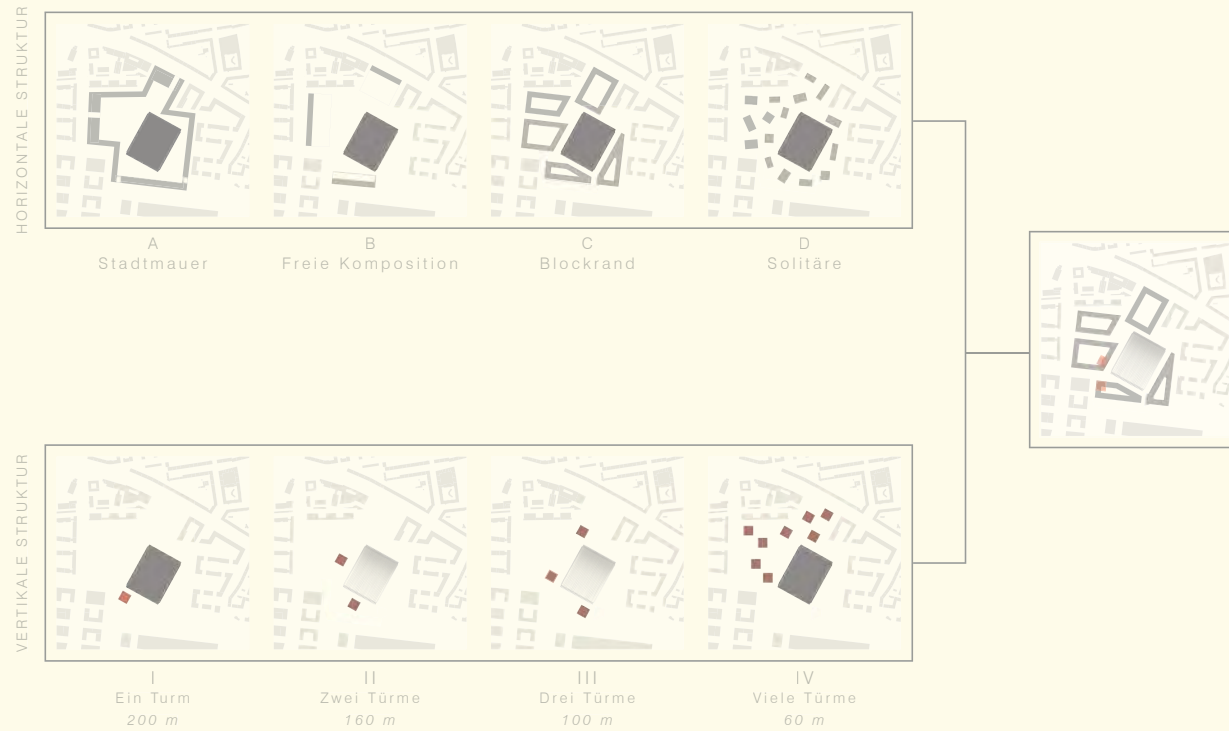 HORIZONTALE STRUKTUR
A
Stadtmauer
B
Freie Komposition
C
Blockrand
D
Solitäre
VERTIKALE STRUKTUR
I
Ein Turm
200 m
II
Zwei Türme
160 m
III
Drei Türme
100 m
IV
Viele Türme
60 m